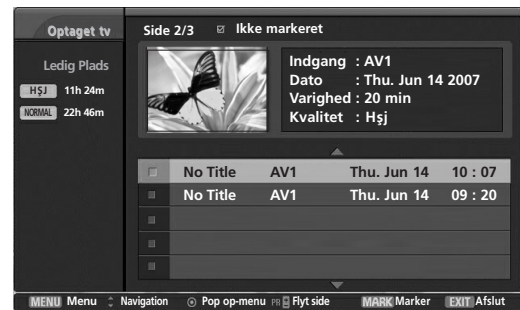 Optaget tv
Side 2/3 Ikke markeret
Ledig Plads
HŞJ 11h 24m
NORMAL 22h 46m
Indgang : AV1
Dato : Thu. Jun 14 2007
Varighed : 20 min
Kvalitet : Hşj
No Title AV1 Thu. Jun 14 10 : 07
No Title AV1 Thu. Jun 14 09 : 20
MENU Menu Navigation Pop op-menu PR Flyt side MARK Marker EXIT Afslut